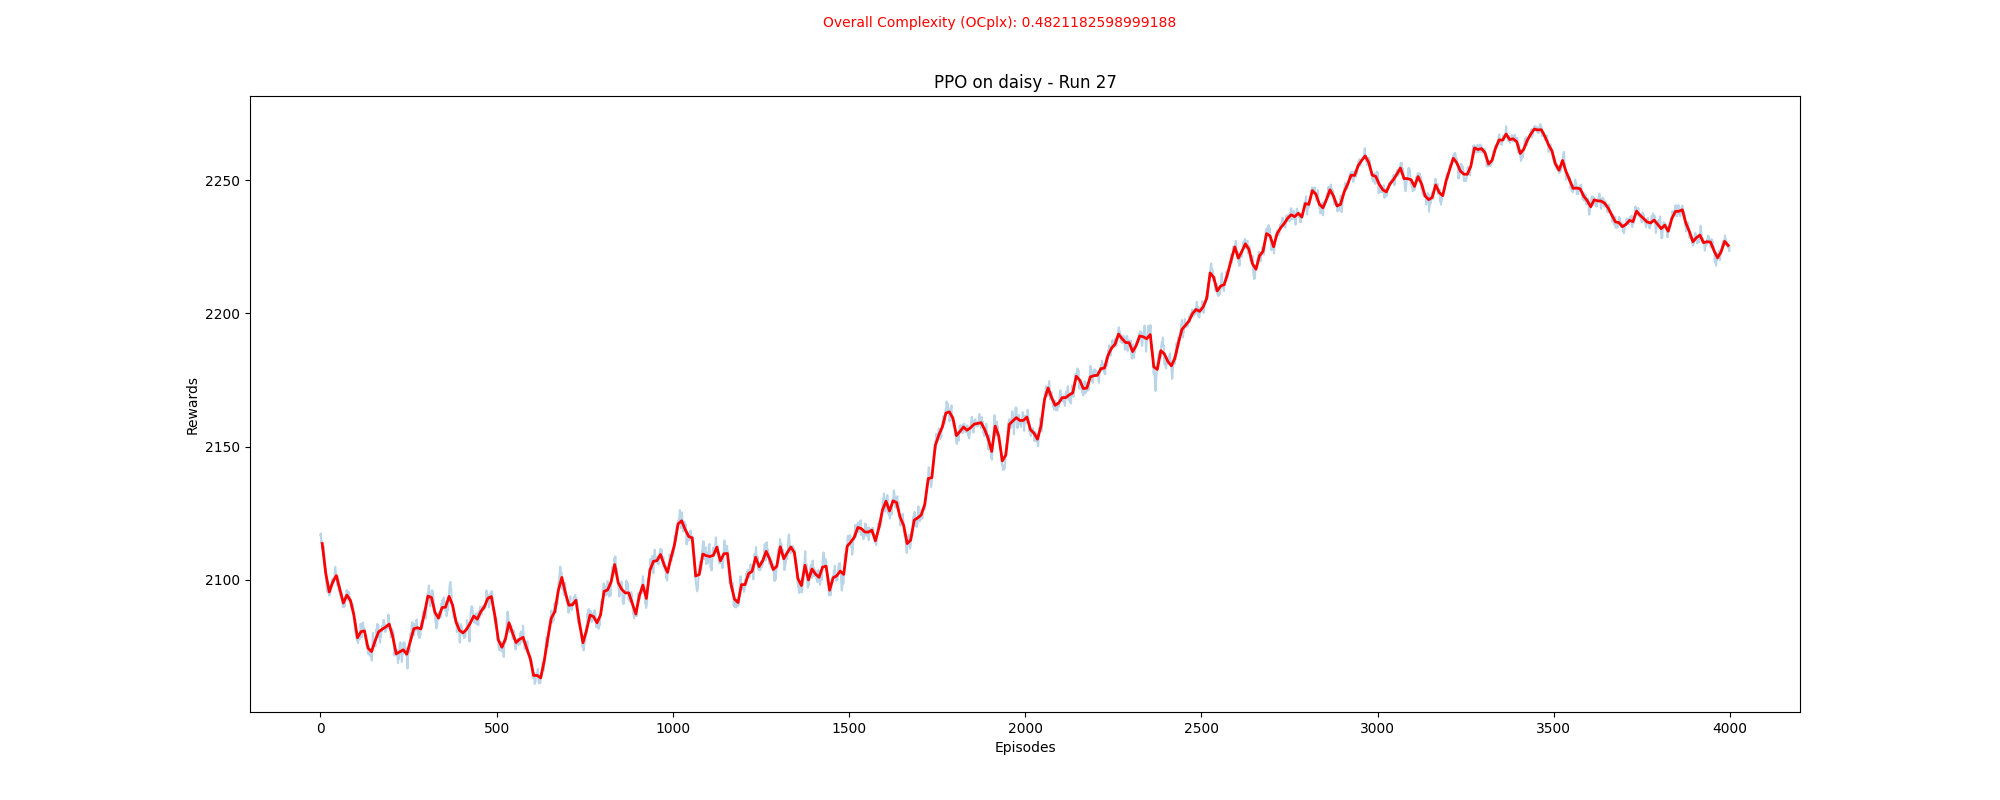 Overall Complexity (OCplx): 0.4821182598999188
PPO on daisy - Run 27
Rewards
2250
2200
2150
2100
0 500 1000 1500 2000 2500 3000 3500 4000
Episodes